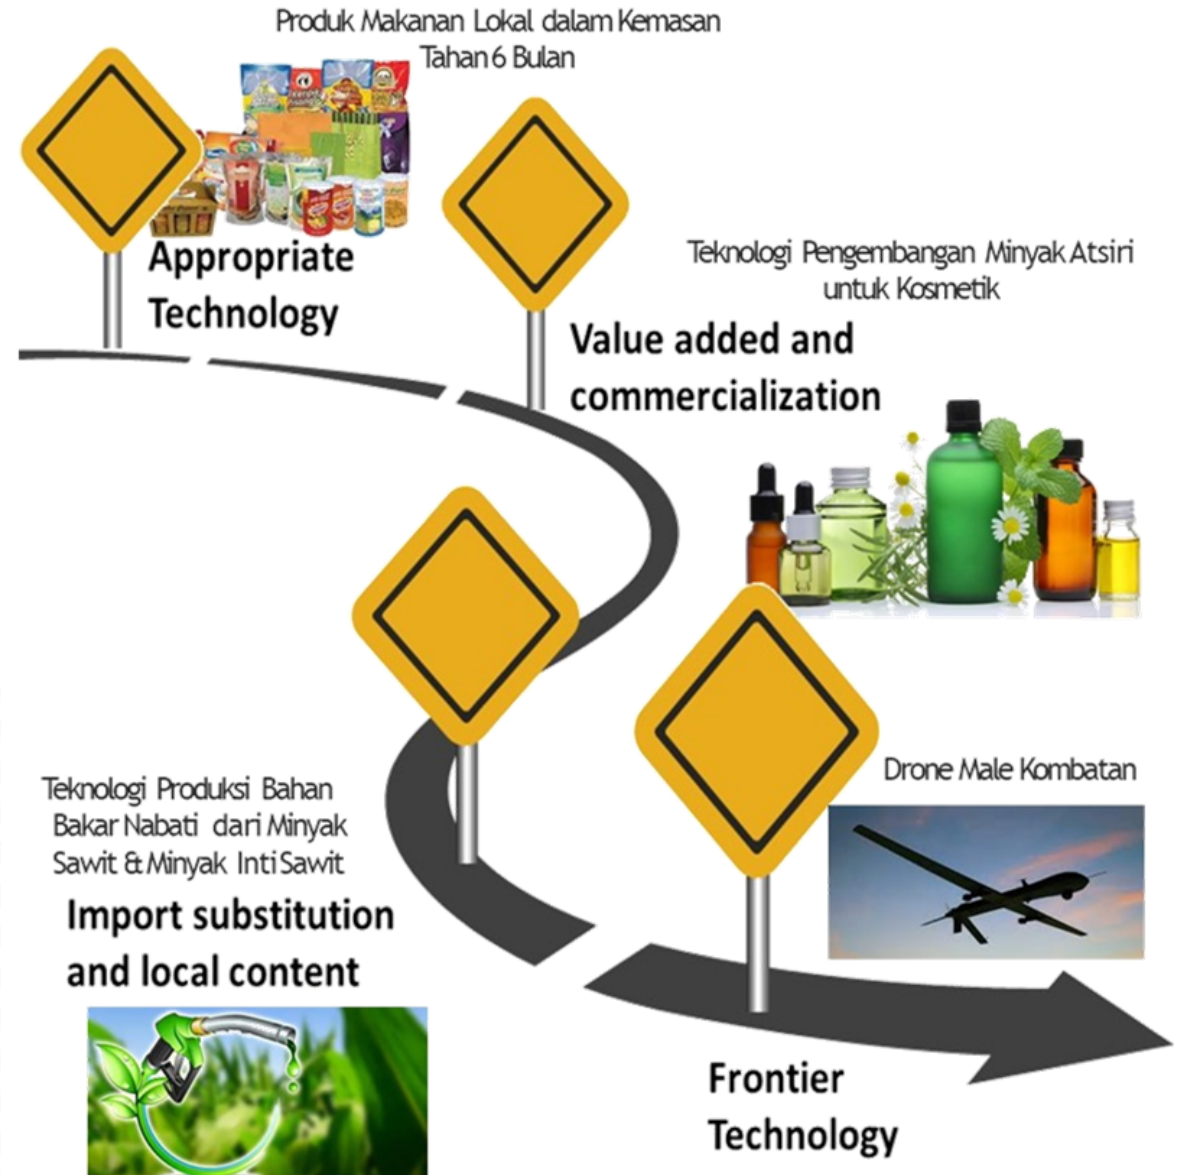 Produk Makanan Lokal dalam Kemasan
Tahan 6 Bulan
Appropriate
Technology
Teknologi Pengembangan Minyak Atsiri
untuk Kosmetik
Value added and
commercialization
Teknologi Produksi Bahan
Bakar Nabati dari Minyak
Sawit & Minyak Inti Sawit
Import substitution
and local content
Drone Male Kombatan
Frontier
Technology